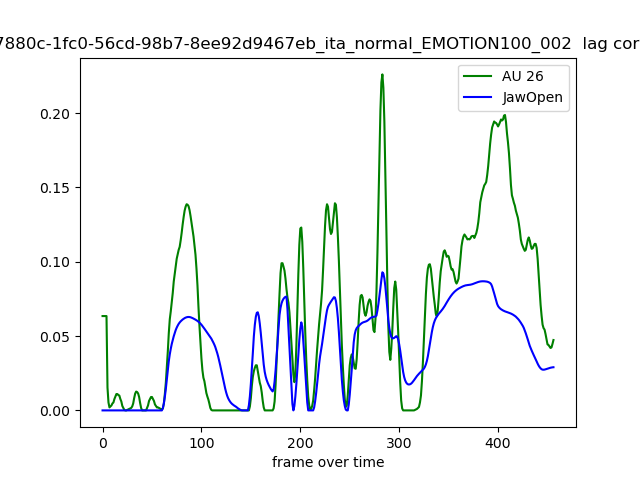 7880c-1fc0-56cd-98b7-8ee92d9467eb_ita_normal_EMOTION100_002 lag cor
AU 26
JawOpen
0.20
0.15
0.10
0.05
0.00
0 100 200 300 400
frame over time